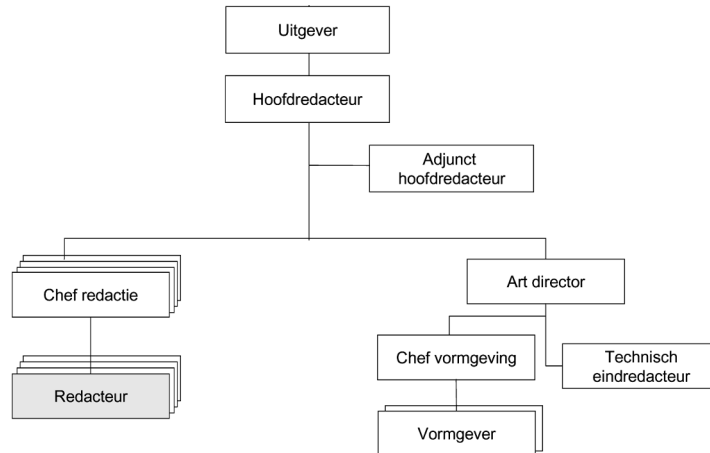 Uitgever
Hoofdredacteur
Adjunct
hoofdredacteur
Chef redactie
Art director
Chef vormgeving
Technisch
eindredacteur
Redacteur
Vormgever